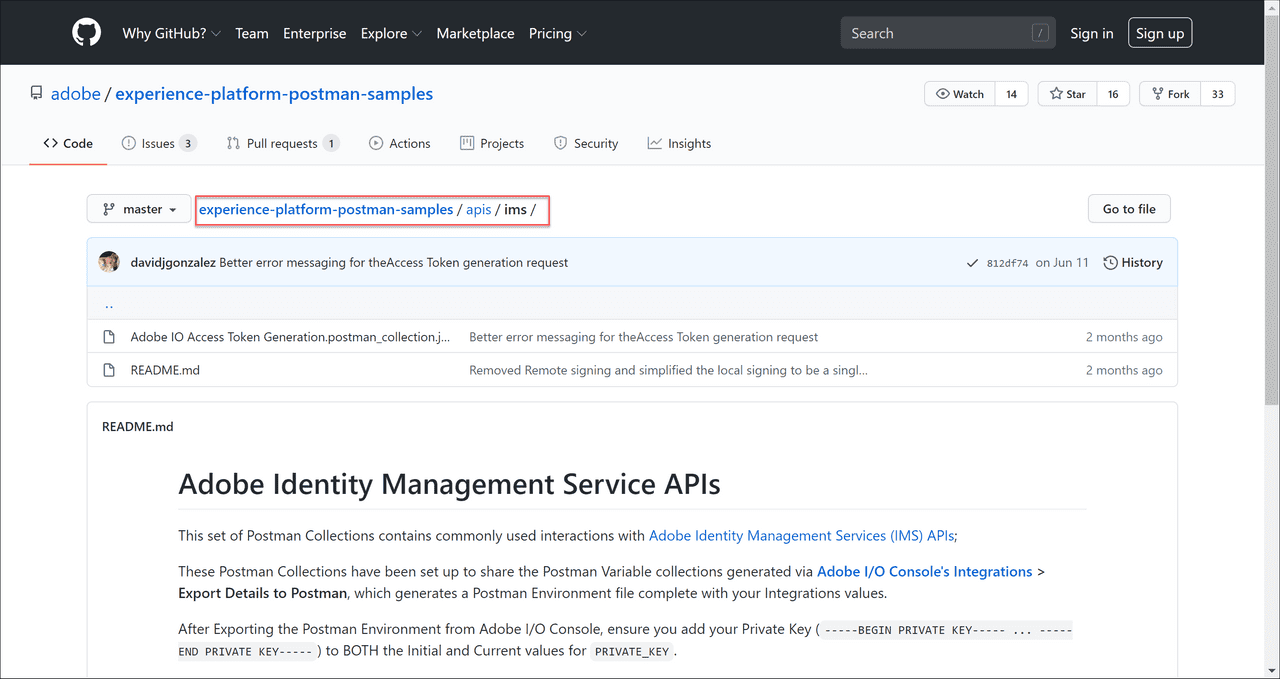 Why GitHub? Team Enterprise Explore Marketplace Pricing Search / Sign in Sign up
adobe / experience-platform-postman-samples Watch 14 Star 16 Fork 33
Code Issues 3 Pull requests 1 Actions Projects Security Insights
master experience-platform-postman-samples / apis / ims / Go to file
davidjgonzalez Better error messaging for theAccess Token generation request 812df74 on Jun 11 History
..
Adobe IO Access Token Generation.postman_collection.j... Better error messaging for theAccess Token generation request 2 months ago
README.md Removed Remote signing and simplified the local signing to be a singl... 2 months ago
README.md
Adobe Identity Management Service APIs
This set of Postman Collections contains commonly used interactions with Adobe Identity Management Services (IMS) APIs;
These Postman Collections have been set up to share the Postman Variable collections generated via Adobe I/O Console's Integrations >
Export Details to Postman, which generates a Postman Environment file complete with your Integrations values.
After Exporting the Postman Environment from Adobe I/O Console, ensure you add your Private Key ( -----BEGIN PRIVATE KEY----- ... -----
END PRIVATE KEY----- ) to BOTH the Initial and Current values for PRIVATE_KEY .